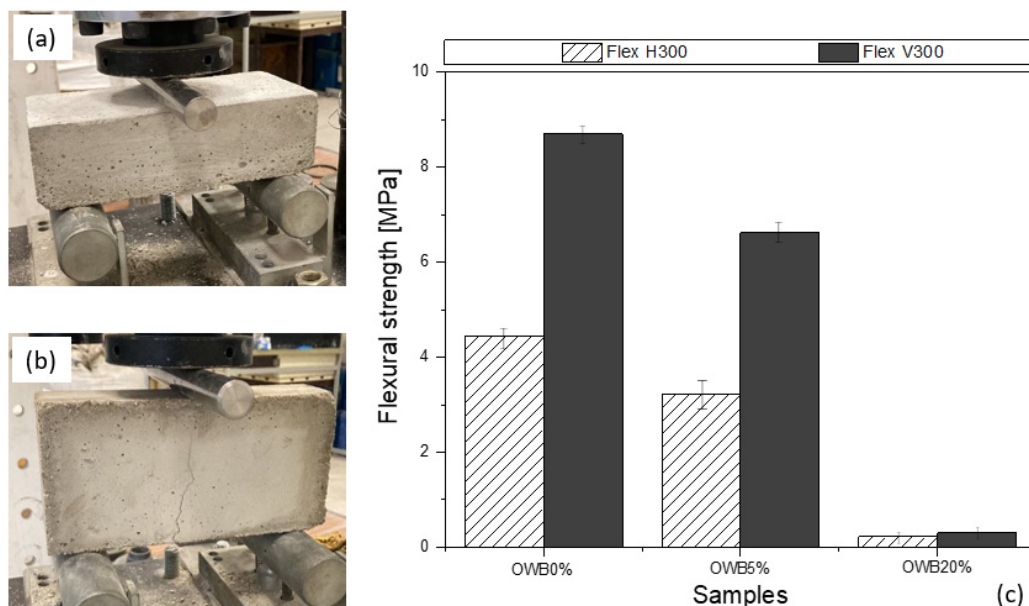 (a)
(b)
Flex H300 Flex V300
Flexural strength [MPa]
10
8
6
4
2
0
OWB0% OWB5% OWB20%
Samples
(c)